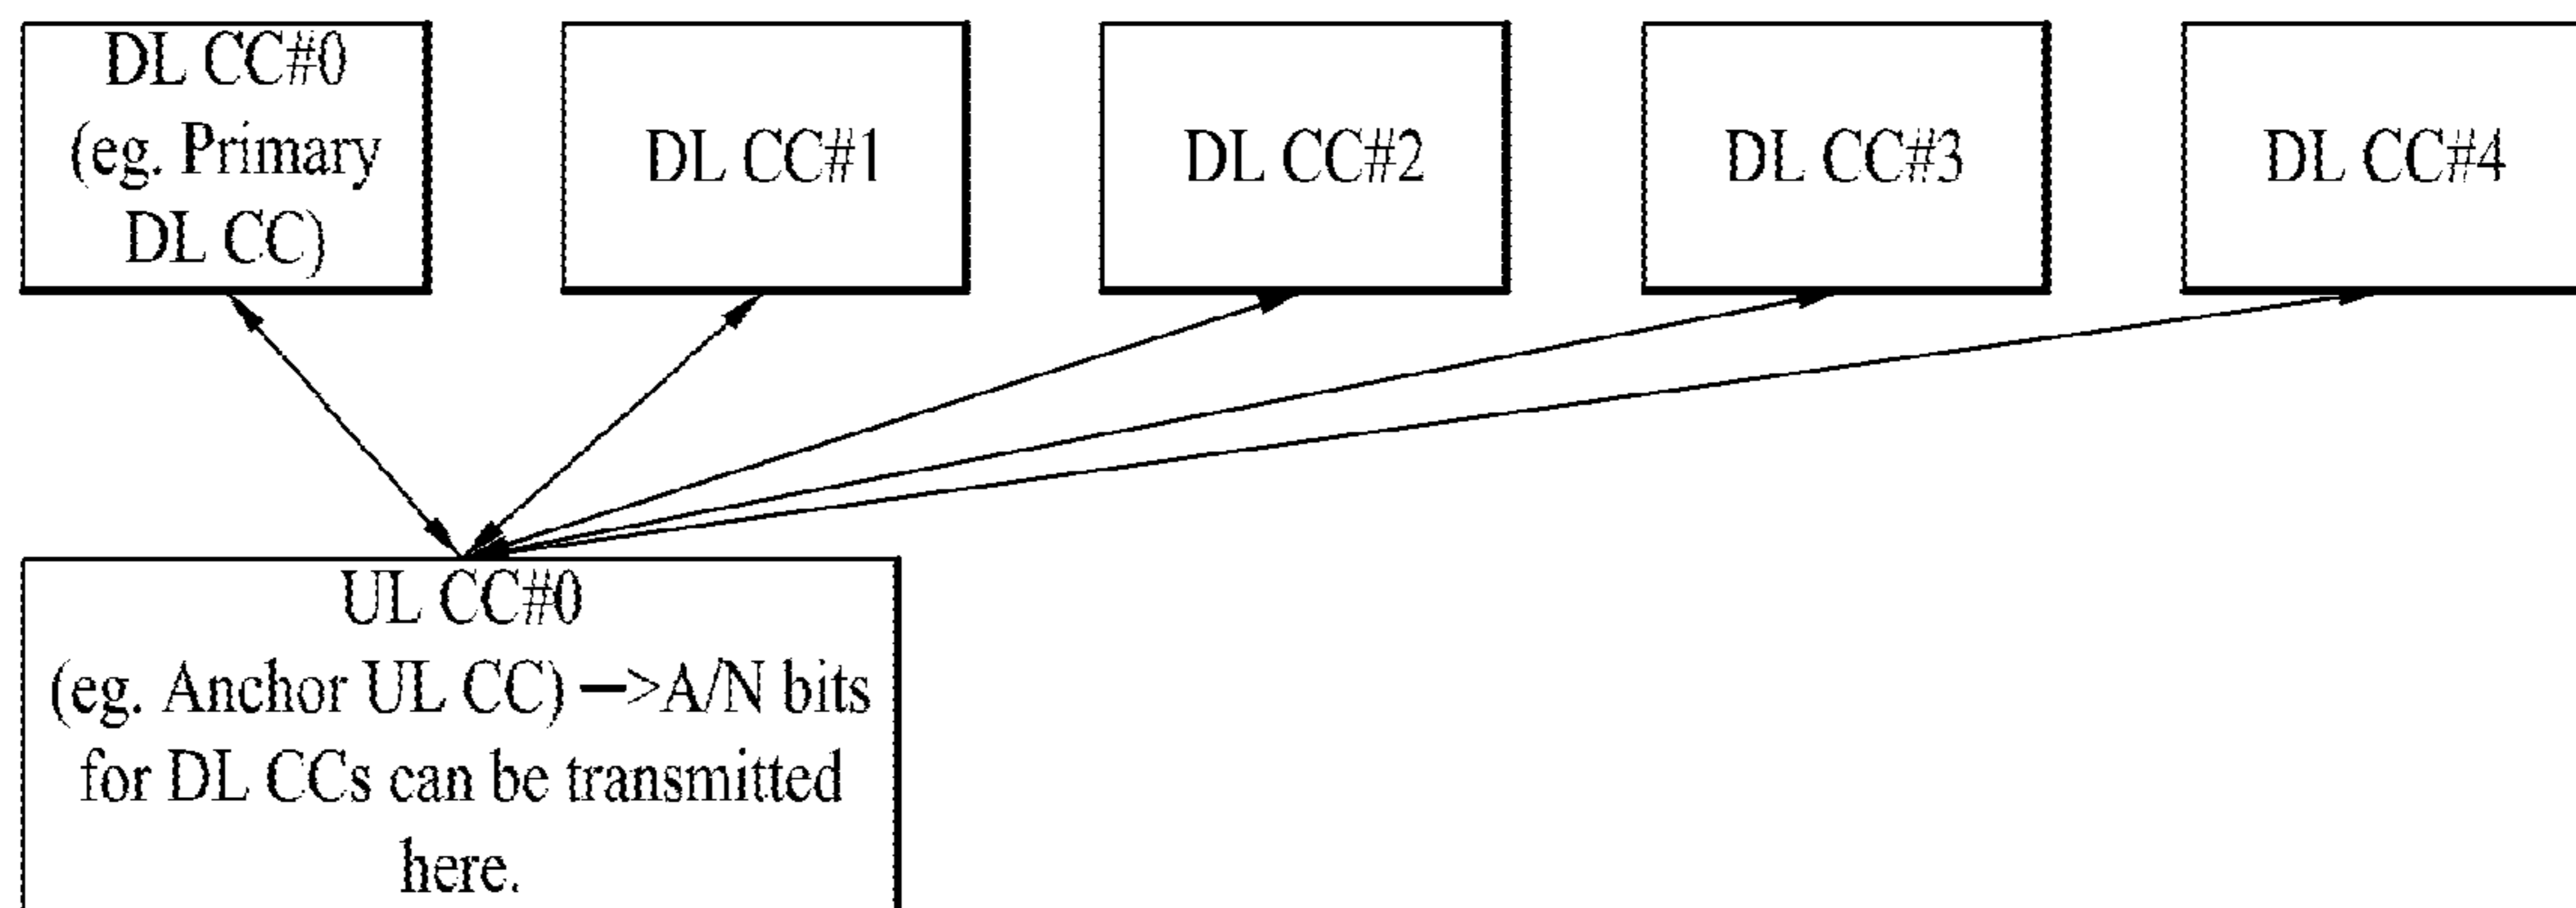 DL CC#0
(eg. Primary
DL CC)
DL CC#1
DL CC#2
DL CC#3
DL CC#4
UL CC#0
(eg. Anchor UL CC) —>A/N bits
for DL CCs can be transmitted
here.